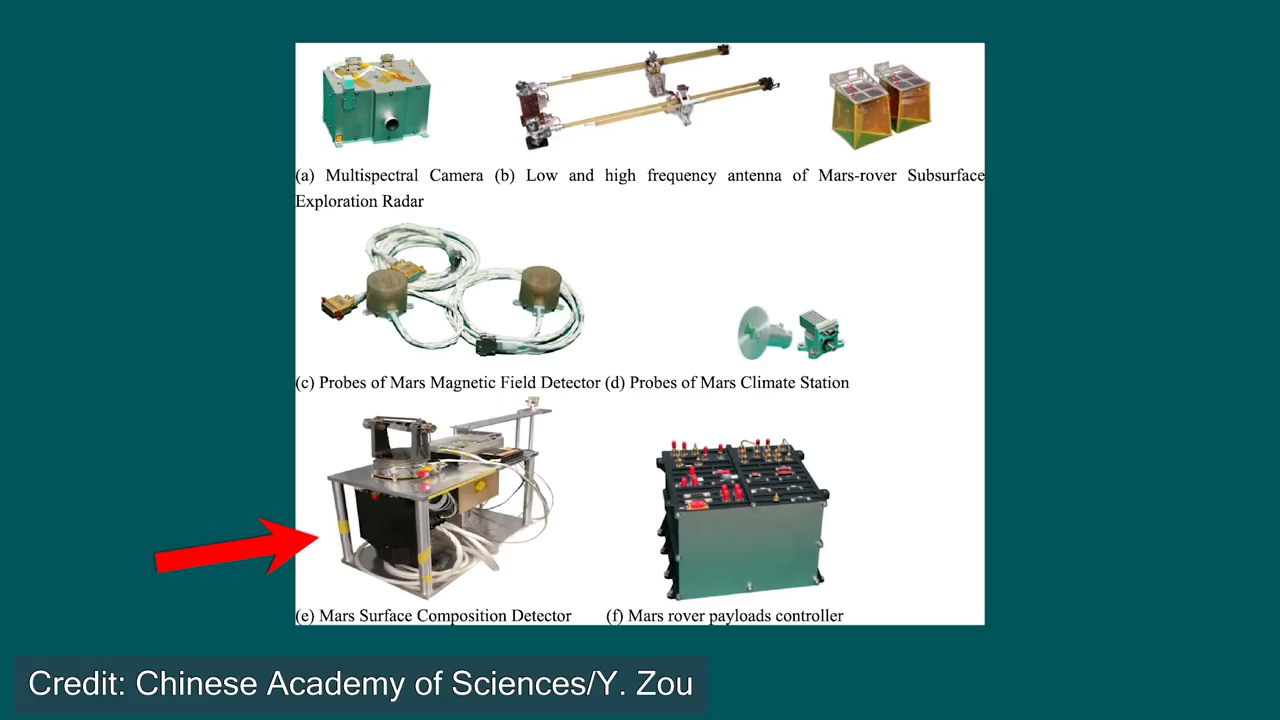 (a) Multispectral Camera (b) Low and high frequency antenna of Mars-rover Subsurface
Exploration Radar
(c) Probes of Mars Magnetic Field Detector (d) Probes of Mars Climate Station
(e) Mars Surface Composition Detector (f) Mars rover payloads controller
Credit: Chinese Academy of Sciences/Y. Zou